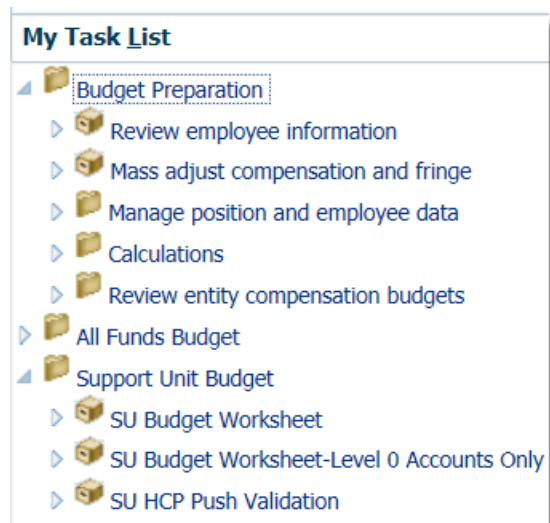 My Task List
Budget Preparation
Review employee information
Mass adjust compensation and fringe
Manage position and employee data
Calculations
Review entity compensation budgets
All Funds Budget
Support Unit Budget
SU Budget Worksheet
SU Budget Worksheet-Level 0 Accounts Only
SU HCP Push Validation